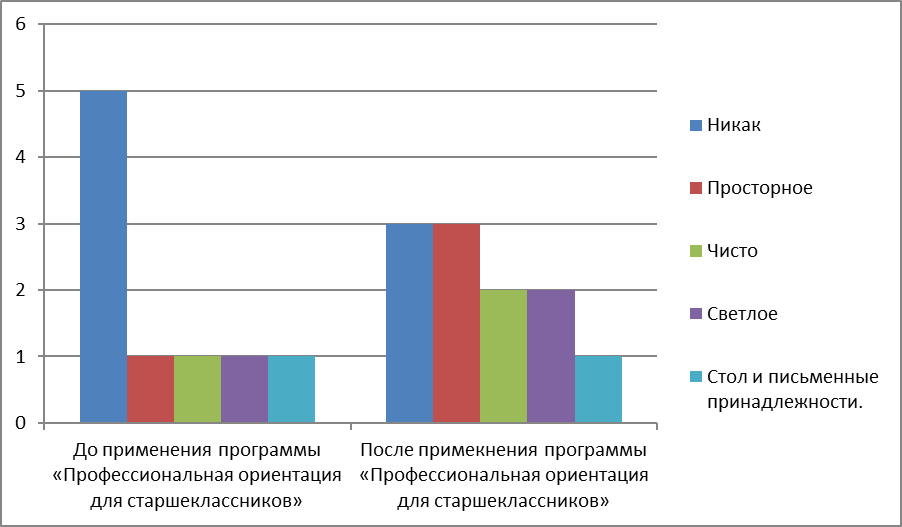 6
5
4
3
2
1
0
До применения программы
«Профессиональная ориентация
для старшеклассников»
После примекнения программы
«Профессиональная ориентация
для старшеклассников»
Никак
Просторное
Чисто
Светлое
Стол и письменные
принадлежности.